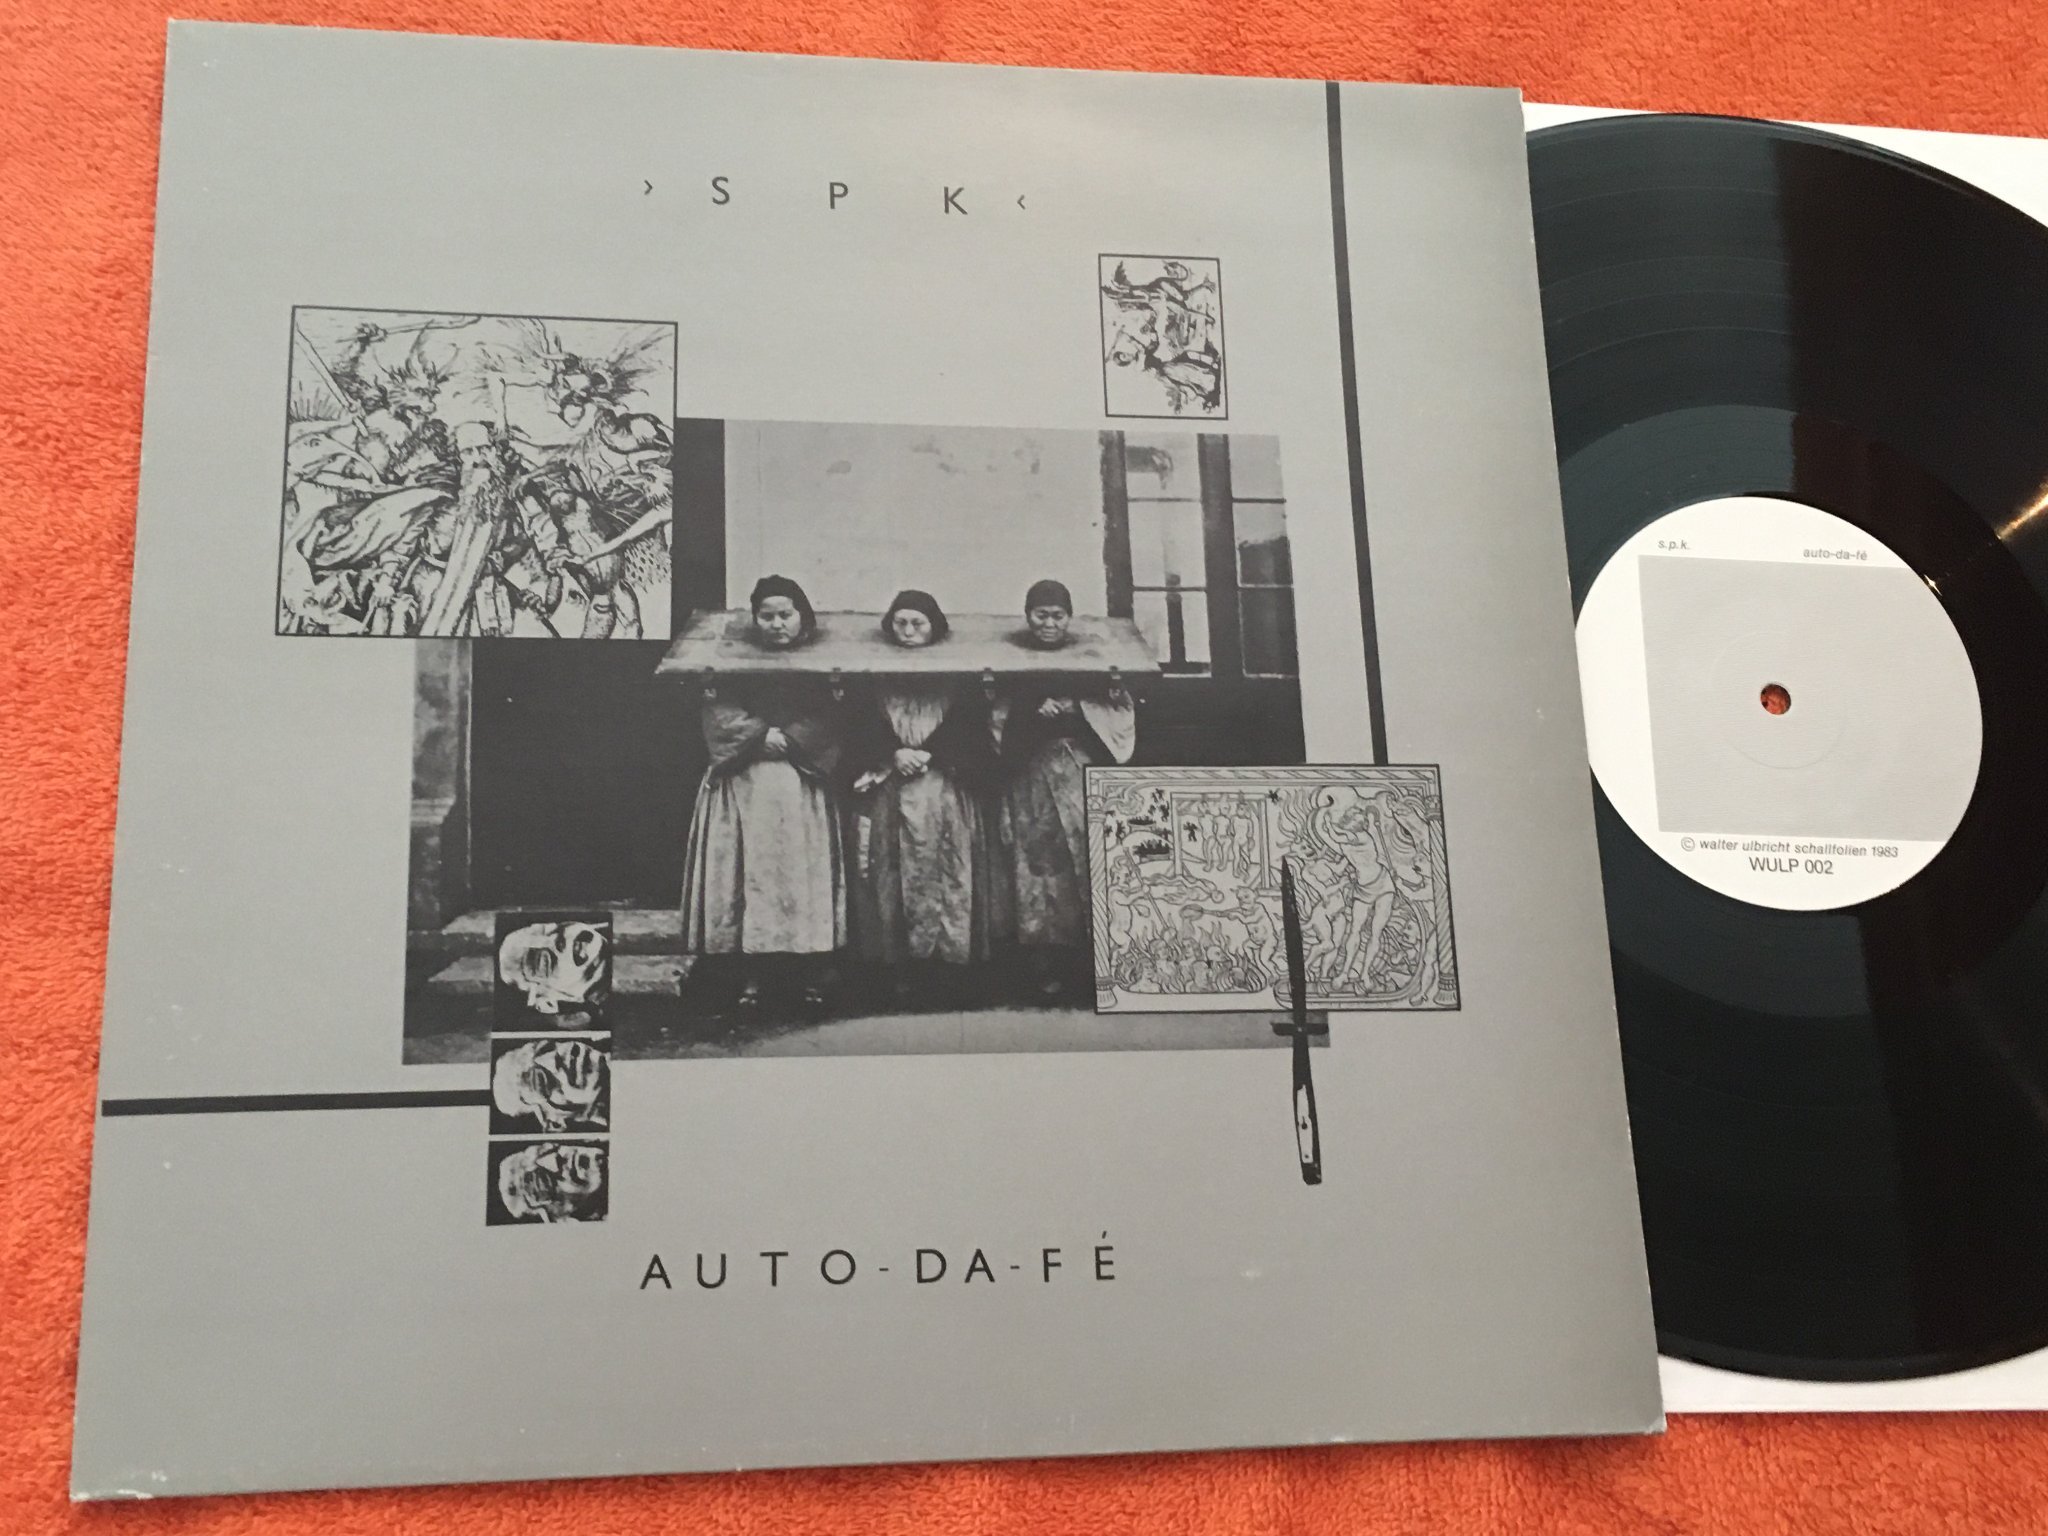 › S P K ‹
AUTO-DA-FÉ
s.p.k. auto-da-fé
© walter ulbricht schallfolien 1983
WULP 002